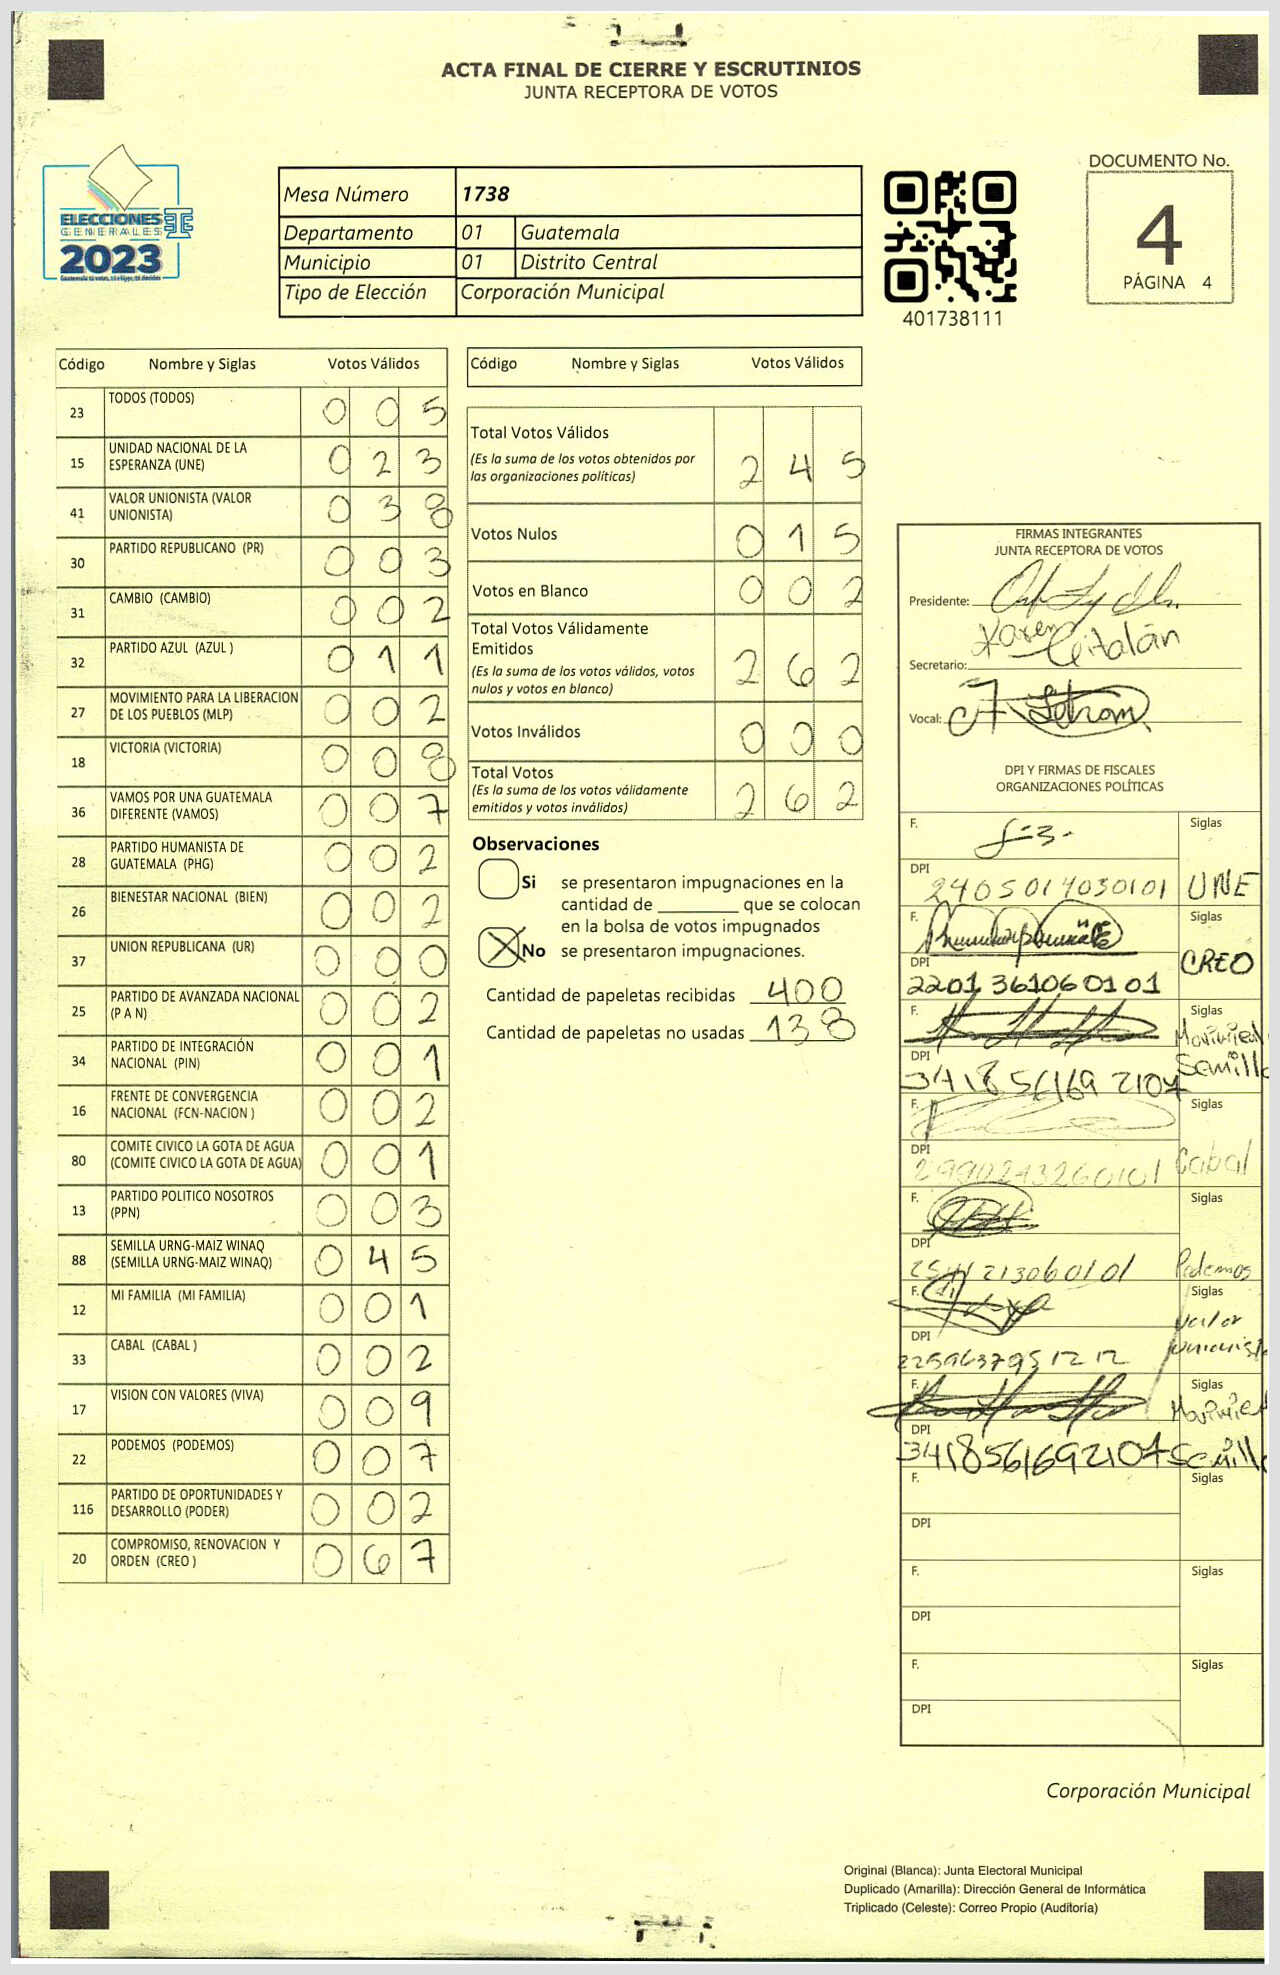 ACTA FINAL DE CIERRE Y ESCRUTINIOS
JUNTA RECEPTORA DE VOTOS
ELECCIONES
GENERALES
2023
Mesa Número 1738
Departamento 01 Guatemala
Municipio 01 Distrito Central
Tipo de Elección Corporación Municipal
401738111
DOCUMENTO No.
4
PÁGINA 4
Código Nombre y Siglas Votos Válidos
23 TODOS (TODOS) 0 0 5
15 UNIDAD NACIONAL DE LA
ESPERANZA (UNE) 0 2 3
41 VALOR UNIONISTA (VALOR
UNIONISTA) 0 3 8
30 PARTIDO REPUBLICANO (PR) 0 0 3
31 CAMBIO (CAMBIO) 0 0 2
32 PARTIDO AZUL (AZUL ) 0 1 1
27 MOVIMIENTO PARA LA LIBERACION
DE LOS PUEBLOS (MLP) 0 0 2
18 VICTORIA (VICTORIA) 0 0 8
36 VAMOS POR UNA GUATEMALA
DIFERENTE (VAMOS) 0 0 7
28 PARTIDO HUMANISTA DE
GUATEMALA (PHG) 0 0 2
26 BIENESTAR NACIONAL (BIEN) 0 0 2
37 UNION REPUBLICANA (UR) 0 0 0
25 PARTIDO DE AVANZADA NACIONAL
(P A N) 0 0 2
34 PARTIDO DE INTEGRACIÓN
NACIONAL (PIN) 0 0 1
16 FRENTE DE CONVERGENCIA
NACIONAL (FCN-NACION ) 0 0 2
80 COMITE CIVICO LA GOTA DE AGUA
(COMITE CIVICO LA GOTA DE AGUA) 0 0 1
13 PARTIDO POLITICO NOSOTROS
(PPN) 0 0 3
88 SEMILLA URNG-MAIZ WINAQ
(SEMILLA URNG-MAIZ WINAQ) 0 4 5
12 MI FAMILIA (MI FAMILIA) 0 0 1
33 CABAL (CABAL ) 0 0 2
17 VISION CON VALORES (VIVA) 0 0 9
22 PODEMOS (PODEMOS) 0 0 7
116 PARTIDO DE OPORTUNIDADES Y
DESARROLLO (PODER) 0 0 2
20 COMPROMISO, RENOVACION Y
ORDEN (CREO ) 0 6 7
Código Nombre y Siglas Votos Válidos
Total Votos Válidos
(Es la suma de los votos obtenidos por
las organizaciones políticas) 2 4 5
Votos Nulos 0 1 5
Votos en Blanco 0 0 2
Total Votos Válidamente
Emitidos
(Es la suma de los votos válidos, votos
nulos y votos en blanco) 2 6 2
Votos Inválidos 0 0 0
Total Votos
(Es la suma de los votos válidamente
emitidos y votos inválidos) 2 6 2
Observaciones
Si se presentaron impugnaciones en la
cantidad de ________ que se colocan
en la bolsa de votos impugnados
No se presentaron impugnaciones.
Cantidad de papeletas recibidas 400
Cantidad de papeletas no usadas 138
FIRMAS INTEGRANTES
JUNTA RECEPTORA DE VOTOS
Presidente:
Karen
Secretario: Citalán
Vocal:
DPI Y FIRMAS DE FISCALES
ORGANIZACIONES POLÍTICAS
F. Siglas
DPI 2405014030101 UNE
F. Siglas
DPI CREO
2201 36106 01 01
F. Siglas
DPI
3418 56169 2107
F. Siglas
DPI 2990243260101 Cabal
F. Siglas
DPI
2541213060101 Podemos
F. Siglas
Valor
DPI
2259637951212
F. Siglas
DPI
3418561692107
F. Siglas
DPI
F. Siglas
DPI
F. Siglas
DPI
Corporación Municipal
Original (Blanca): Junta Electoral Municipal
Duplicado (Amarilla): Dirección General de Informática
Triplicado (Celeste): Correo Propio (Auditoría)